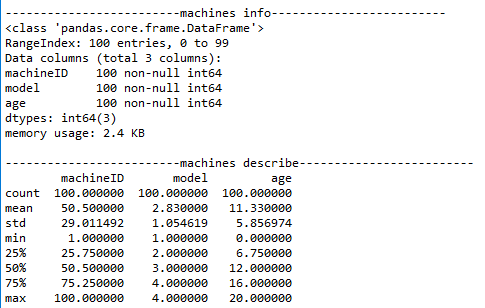 ---------------------------machines info---------------------------
<class 'pandas.core.frame.DataFrame'>
RangeIndex: 100 entries, 0 to 99
Data columns (total 3 columns):
machineID    100 non-null int64
model        100 non-null int64
age          100 non-null int64
dtypes: int64(3)
memory usage: 2.4 KB
---------------------------machines describe---------------------------
        machineID       model         age
count  100.000000  100.000000  100.000000
mean    50.500000    2.830000   11.330000
std     29.011492    1.054619    5.856974
min      1.000000    1.000000    0.000000
25%     25.750000    2.000000    6.750000
50%     50.500000    3.000000   12.000000
75%     75.250000    4.000000   16.000000
max    100.000000    4.000000   20.000000